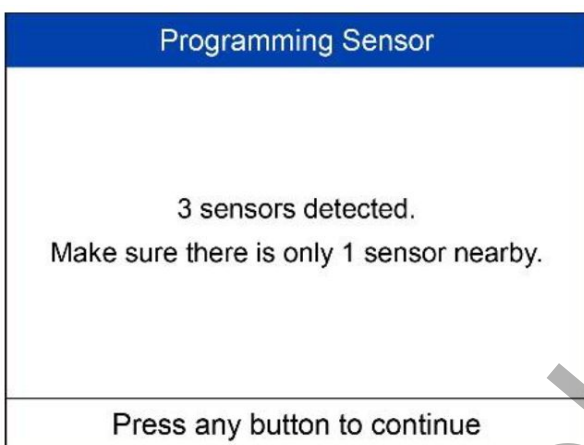 Programming Sensor
3 sensors detected.
Make sure there is only 1 sensor nearby.
Press any button to continue